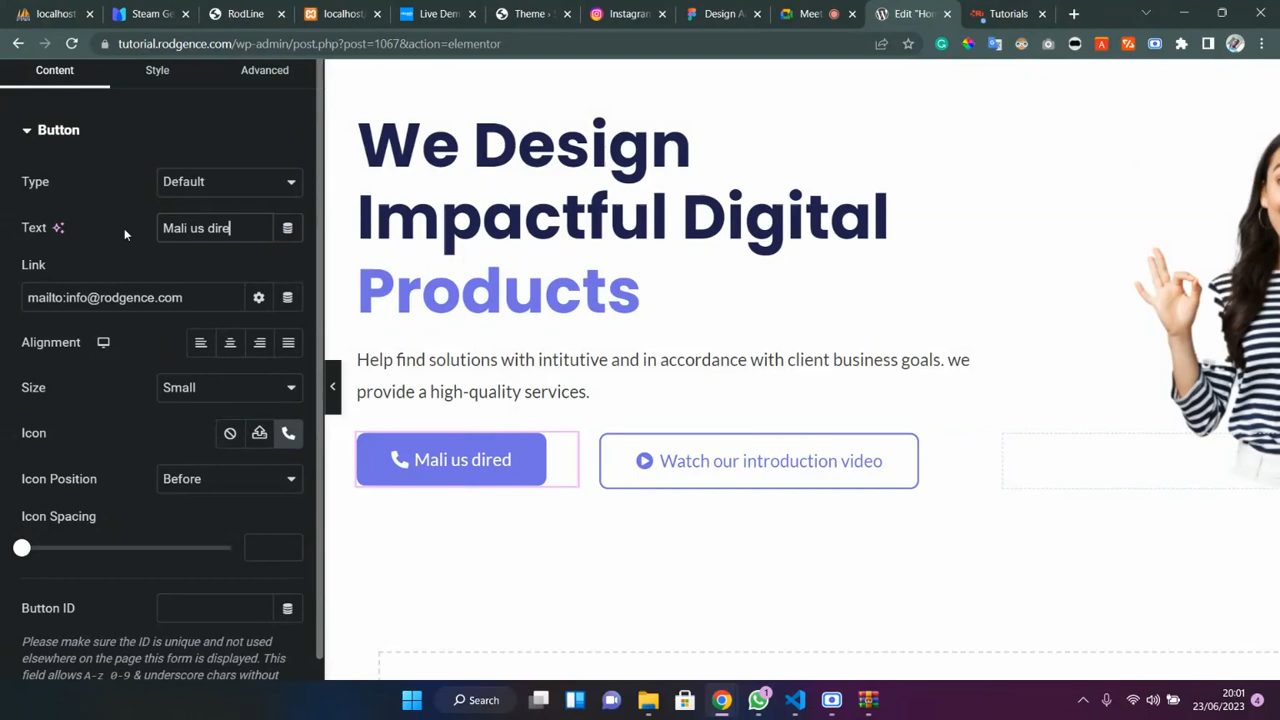 localhost
Steam Ge
RodLine
localhost
Live Dem
Theme ‹ S
Instagram
Design A
Meet
Edit "Hom
Tutorials
tutorial.rodgence.com/wp-admin/post.php?post=1067&action=elementor
Content
Style
Advanced
Button
Type
Default
Text
Mali us dire
Link
mailto:info@rodgence.com
Alignment
Size
Small
Icon
Icon Position
Before
Icon Spacing
Button ID
Please make sure the ID is unique and not used
elsewhere on the page this form is displayed. This
field allows A-z 0-9 & underscore chars without
We Design
Impactful Digital
Products
Help find solutions with intitutive and in accordance with client business goals. we
provide a high-quality services.
Mali us dired
Watch our introduction video
Search
1
20:01
23/06/2023
4